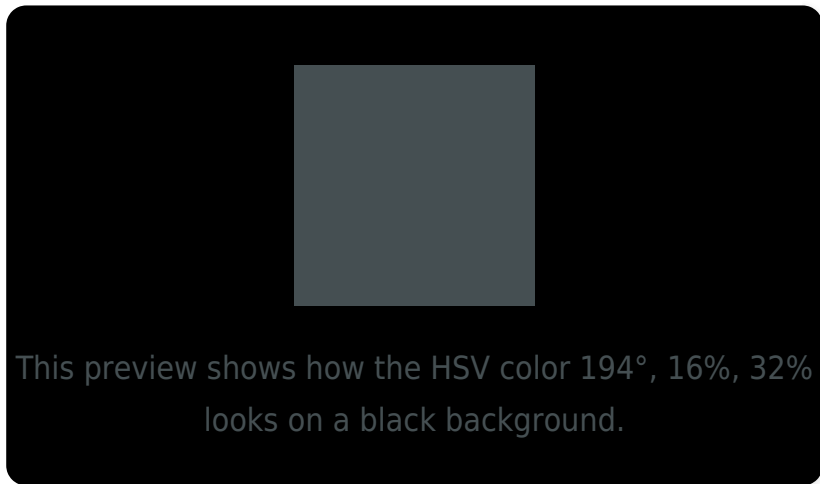 This preview shows how the HSV color 194°, 16%, 32%
looks on a black background.